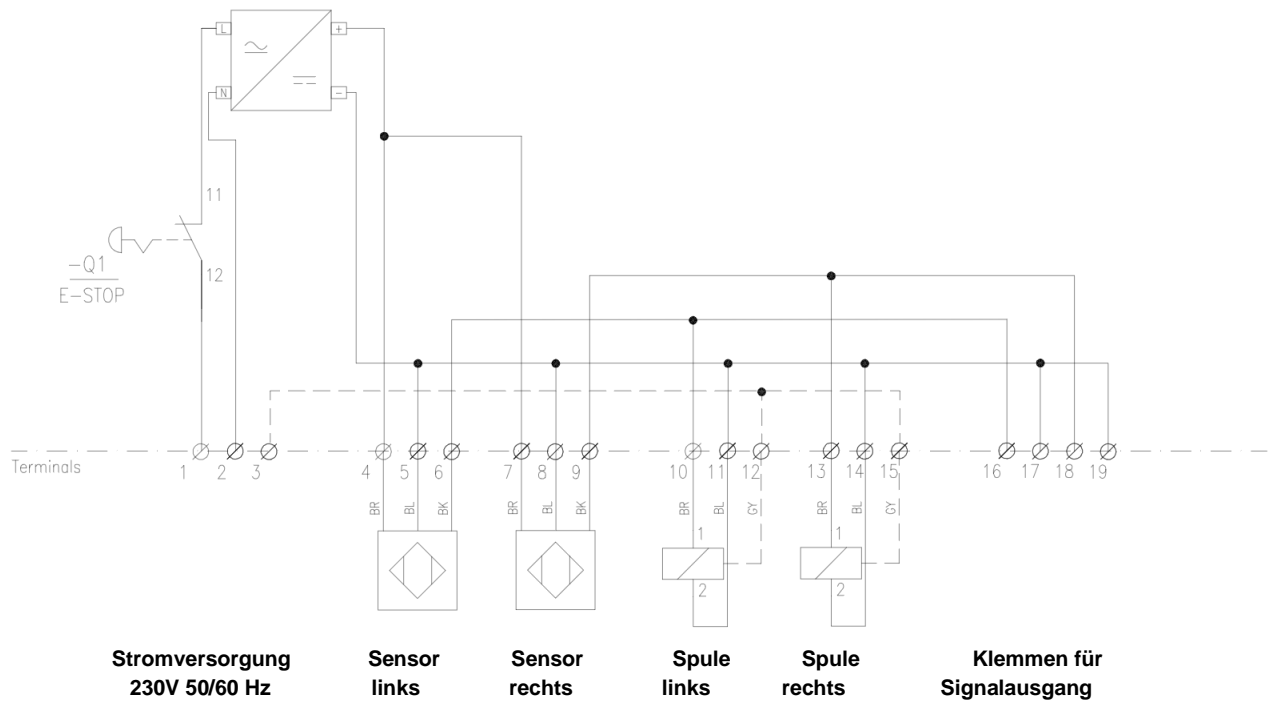 L
+
N
-
11
-Q1
12
E-STOP
Terminals
1 2 3 4 5 6 7 8 9 10 11 12 13 14 15 16 17 18 19
BR BL BK BR BL BK BR BL GY BR BL GY
1 1
2 2
Stromversorgung Sensor Sensor Spule Spule Klemmen für
230V 50/60 Hz links rechts links rechts Signalausgang